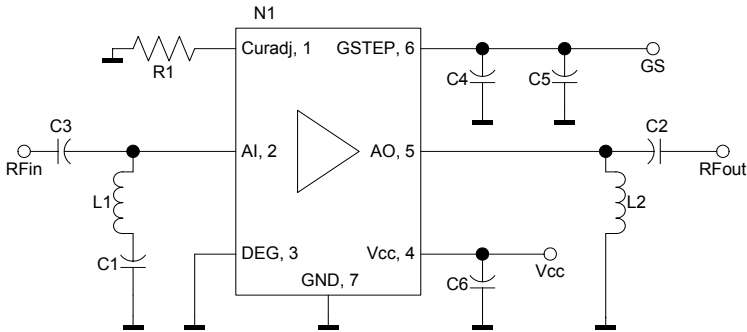 N1
Curadj, 1
GSTEP, 6
R1
C4
C5
GS
C3
C2
RFin
AI, 2
AO, 5
RFout
L1
L2
C1
DEG, 3
Vcc, 4
GND, 7
C6
Vcc